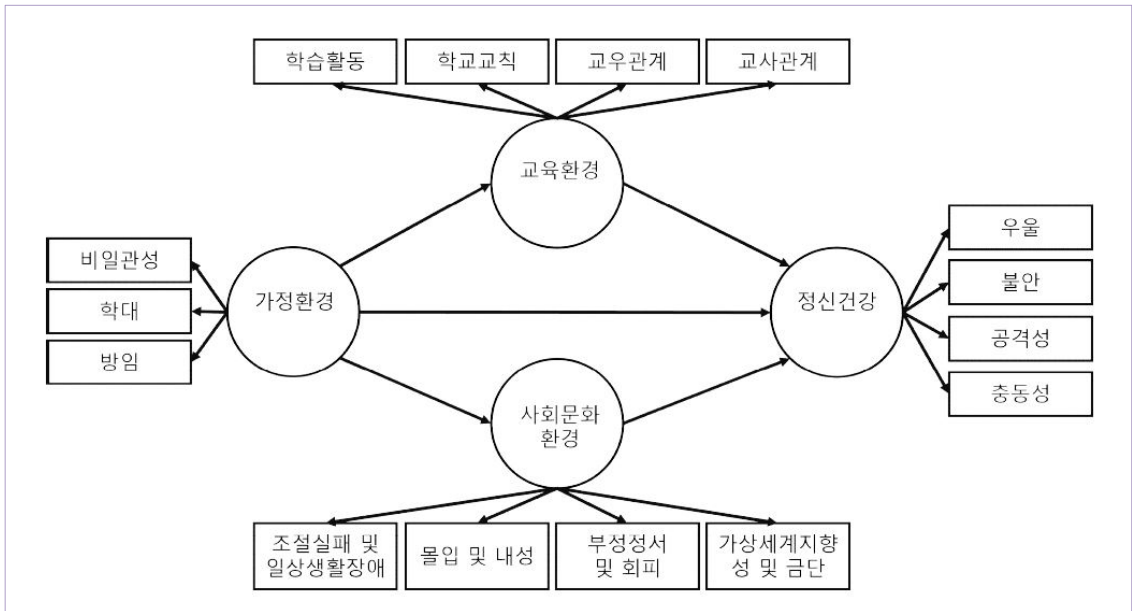 학습활동
학교교칙
교우관계
교사관계
교육환경
비일관성
학대
방임
가정환경
정신건강
우울
불안
공격성
충동성
사회문화
환경
조절실패 및
일상생활장애
몰입 및 내성
부정정서
및 회피
가상세계지향
성 및 금단